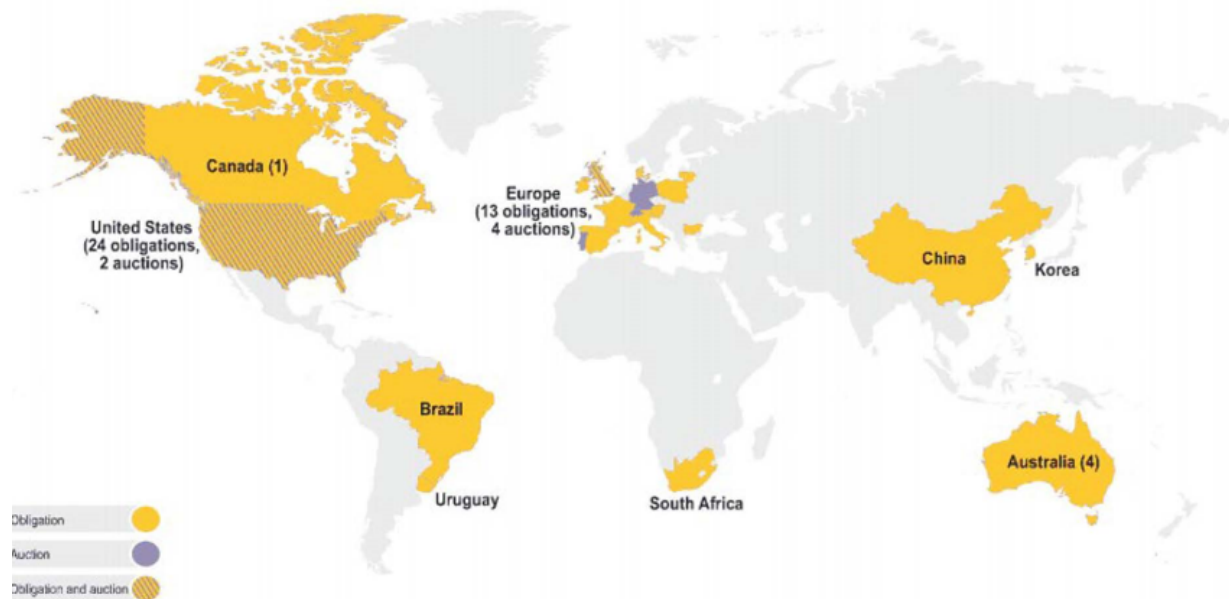 Canada (1)
United States
(24 obligations,
2 auctions)
Europe
(13 obligations,
4 auctions)
China
Korea
Brazil
Uruguay
South Africa
Australia (4)
Obligation
Auction
Obligation and auction